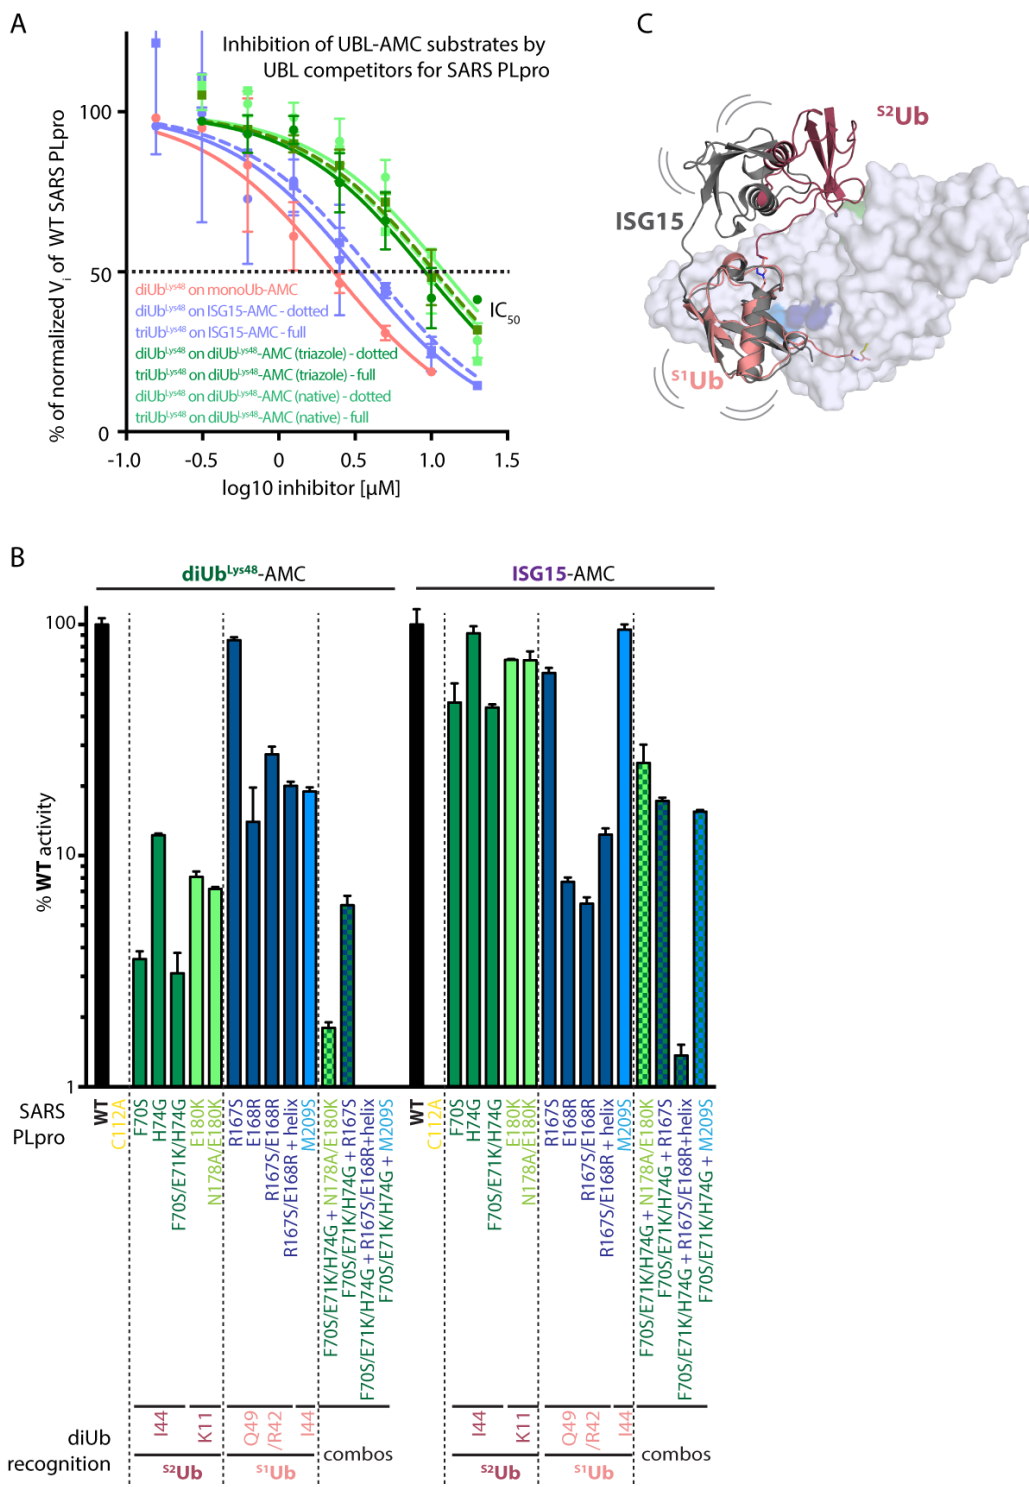 A
Inhibition of UBL-AMC substrates by
UBL competitors for SARS PLpro
% of normalized Vi of WT SARS PLpro
100
50
0
diUbLys48 on monoUb-AMC
diUbLys48 on ISG15-AMC - dotted
triUbLys48 on ISG15-AMC - full
diUbLys48 on diUbLys48-AMC (triazole) - dotted
triUbLys48 on diUbLys48-AMC (triazole) - full
diUbLys48 on diUbLys48-AMC (native) - dotted
triUbLys48 on diUbLys48-AMC (native) - full
IC50
-1.0 -0.5 0 0.5 1.0 1.5
log10 inhibitor [µM]
C
S2Ub
ISG15
S1Ub
B
diUbLys48-AMC
ISG15-AMC
% WT activity
100
10
1
SARS
PLpro
WT
C112A
F70S
H74G
F70S/E71K/H74G
E180K
N178A/E180K
R167S
E168R
R167S/E168R
R167S/E168R + helix
M209S
F70S/E71K/H74G + N178A/E180K
F70S/E71K/H74G + R167S
F70S/E71K/H74G + R167S/E168R+helix
F70S/E71K/H74G + M209S
WT
C112A
F70S
H74G
F70S/E71K/H74G
E180K
N178A/E180K
R167S
E168R
R167S/E168R
R167S/E168R + helix
M209S
F70S/E71K/H74G + N178A/E180K
F70S/E71K/H74G + R167S
F70S/E71K/H74G + R167S/E168R+helix
F70S/E71K/H74G + M209S
diUb
recognition
I44
K11
Q49
/R42
I44
S2Ub
S1Ub
combos
I44
K11
Q49
/R42
I44
S2Ub
S1Ub
combos